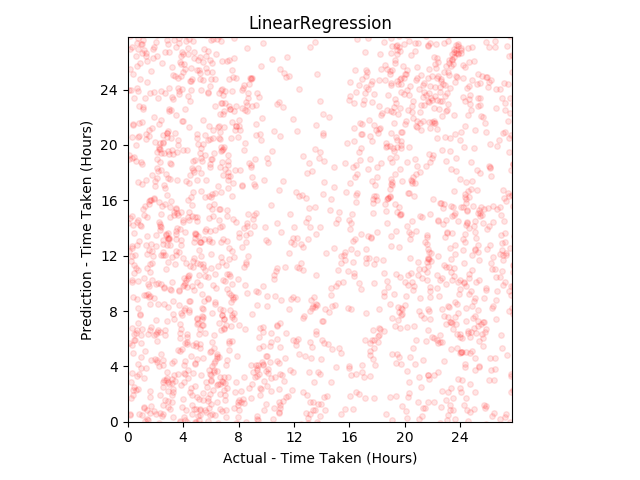 LinearRegression
Prediction - Time Taken (Hours)
24
20
16
12
8
4
0
0 4 8 12 16 20 24
Actual - Time Taken (Hours)